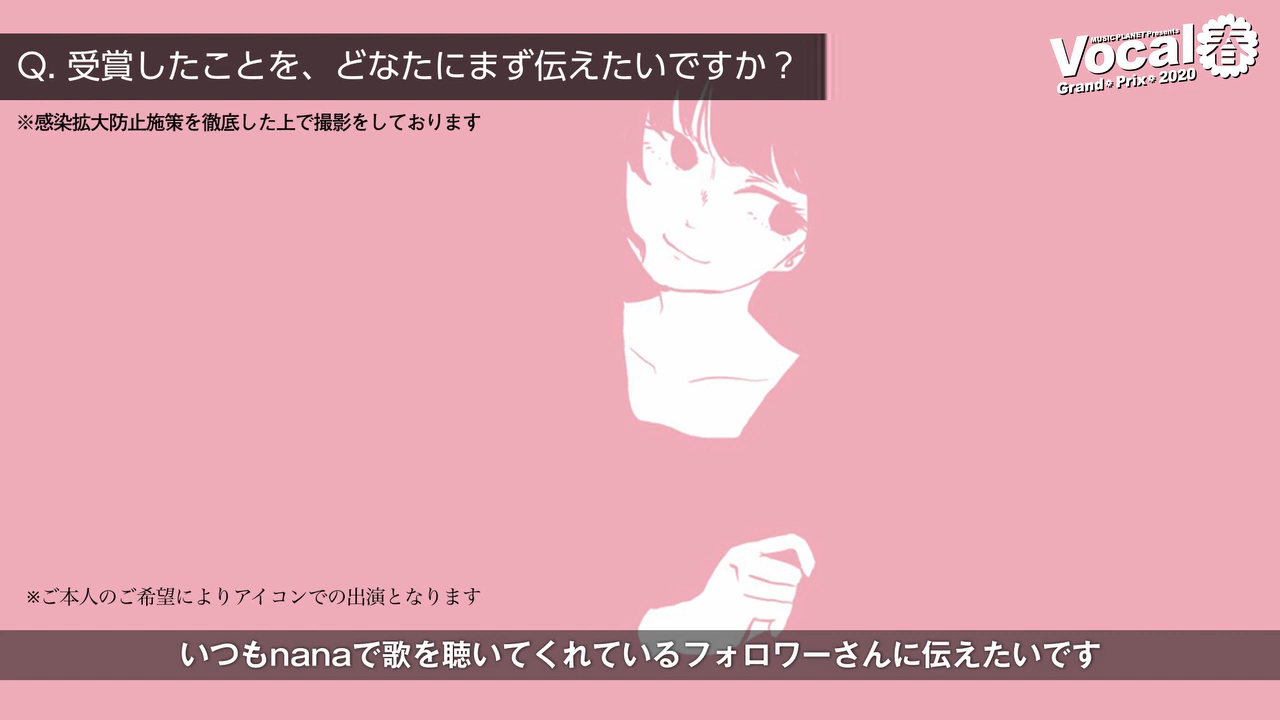 Q. 受賞したことを、どなたにまず伝えたいですか？
MUSIC PLANET Presents
Vocal 春
Grand Prix 2020
※感染拡大防止施策を徹底した上で撮影をしております
※ご本人のご希望によりアイコンでの出演となります
いつもnanaで歌を聴いてくれているフォロワーさんに伝えたいです